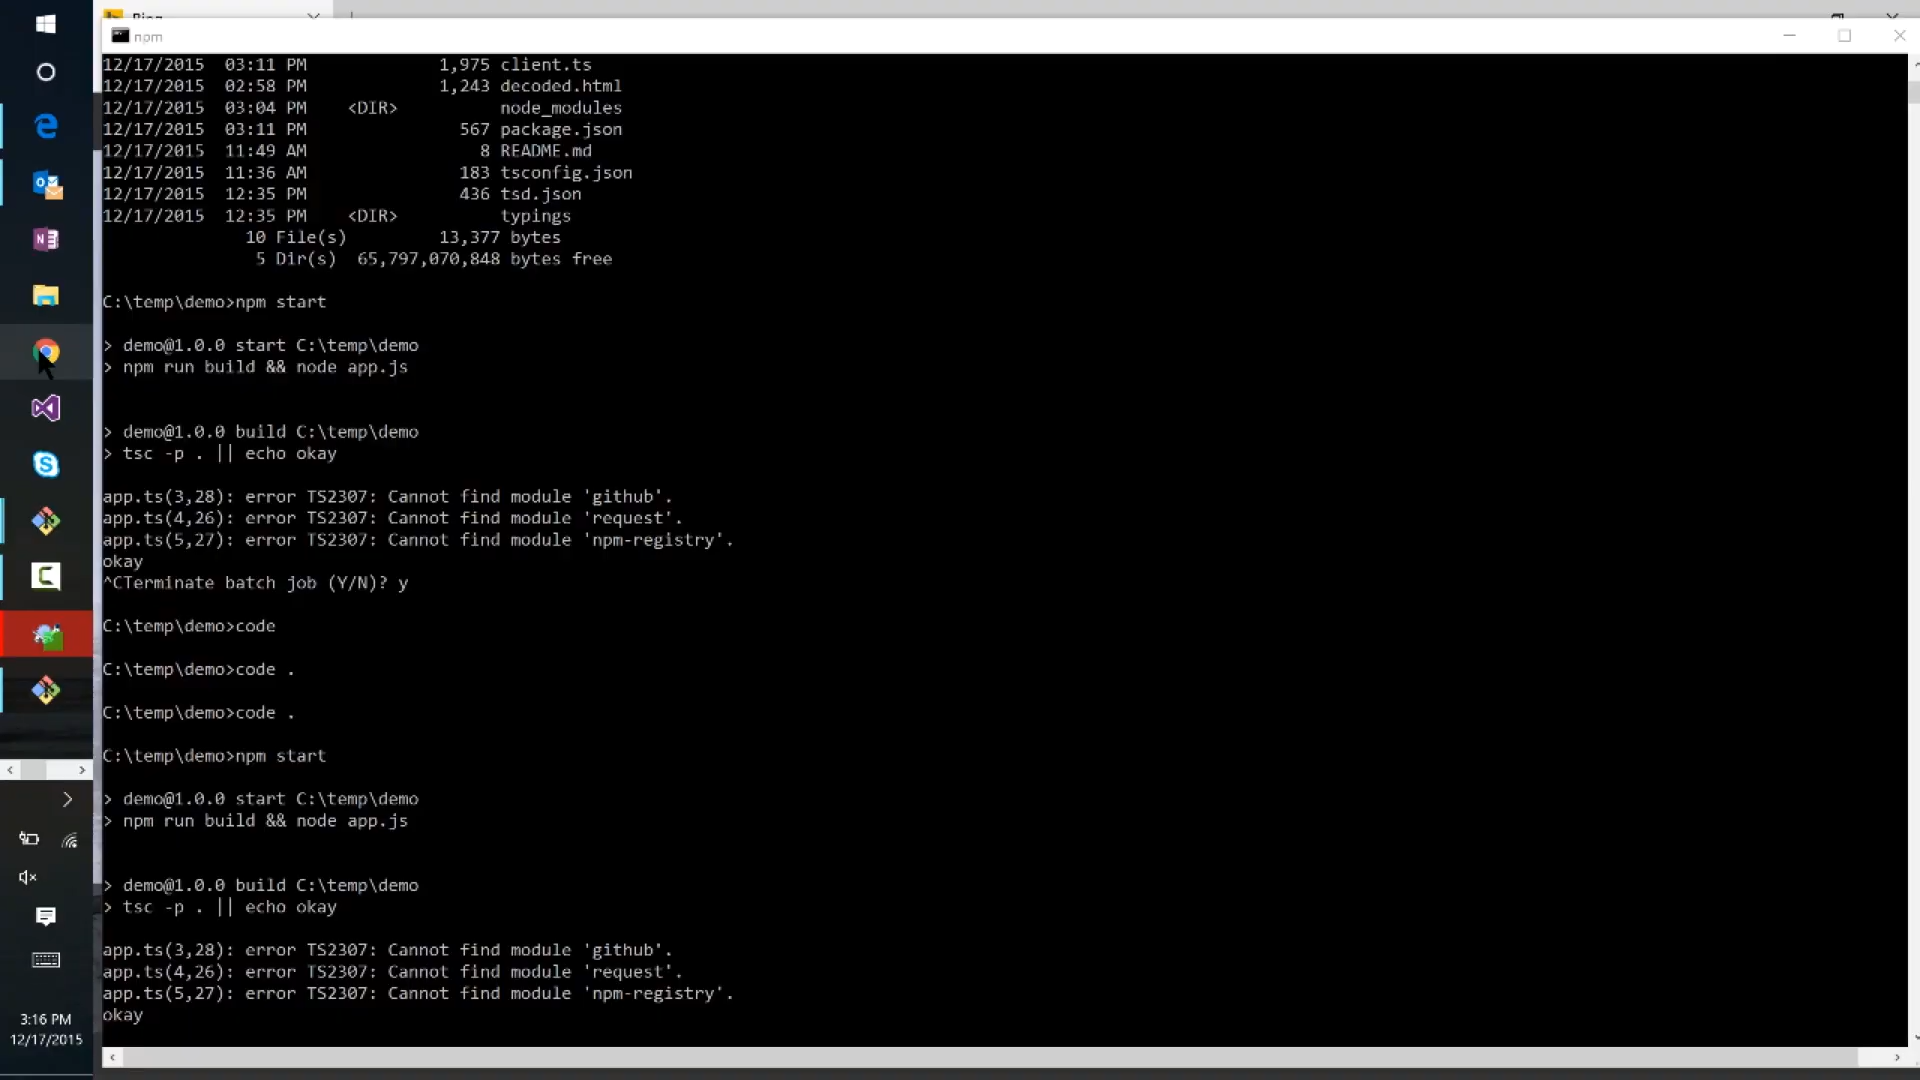 Bing
npm
12/17/2015  03:11 PM             1,975 client.ts
12/17/2015  02:58 PM             1,243 decoded.html
12/17/2015  03:04 PM    <DIR>          node_modules
12/17/2015  03:11 PM               567 package.json
12/17/2015  11:49 AM                 8 README.md
12/17/2015  11:36 AM               183 tsconfig.json
12/17/2015  12:35 PM               436 tsd.json
12/17/2015  12:35 PM    <DIR>          typings
10 File(s)         13,377 bytes
5 Dir(s)  65,797,070,848 bytes free
C:\temp\demo>npm start
> demo@1.0.0 start C:\temp\demo
> npm run build && node app.js
> demo@1.0.0 build C:\temp\demo
> tsc -p . || echo okay
app.ts(3,28): error TS2307: Cannot find module 'github'.
app.ts(4,26): error TS2307: Cannot find module 'request'.
app.ts(5,27): error TS2307: Cannot find module 'npm-registry'.
okay
^CTerminate batch job (Y/N)? y
C:\temp\demo>code
C:\temp\demo>code .
C:\temp\demo>code .
C:\temp\demo>npm start
> demo@1.0.0 start C:\temp\demo
> npm run build && node app.js
> demo@1.0.0 build C:\temp\demo
> tsc -p . || echo okay
app.ts(3,28): error TS2307: Cannot find module 'github'.
app.ts(4,26): error TS2307: Cannot find module 'request'.
app.ts(5,27): error TS2307: Cannot find module 'npm-registry'.
okay
3:16 PM
12/17/2015